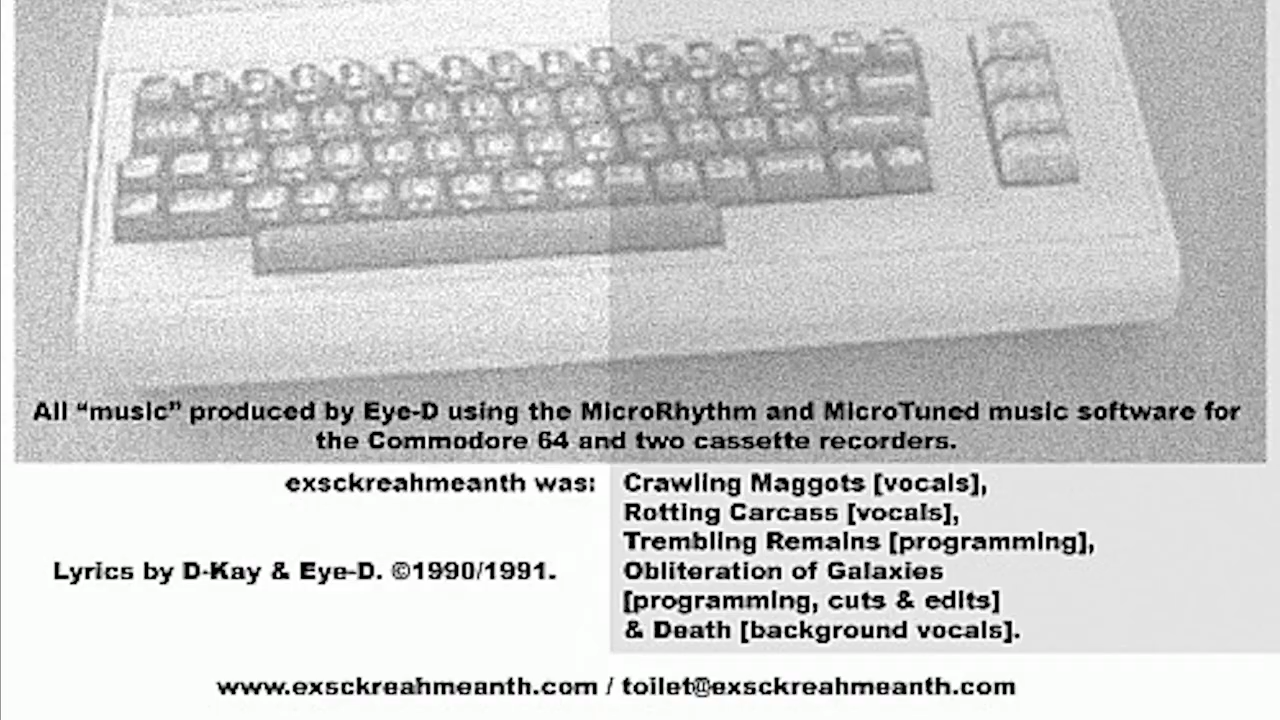 All “music” produced by Eye-D using the MicroRhythm and MicroTuned music software for
the Commodore 64 and two cassette recorders.
exsckreahmeanth was:
Crawling Maggots [vocals],
Rotting Carcass [vocals],
Trembling Remains [programming],
Lyrics by D-Kay & Eye-D. ©1990/1991.
Obliteration of Galaxies
[programming, cuts & edits]
& Death [background vocals].
www.exsckreahmeanth.com / toilet@exsckreahmeanth.com